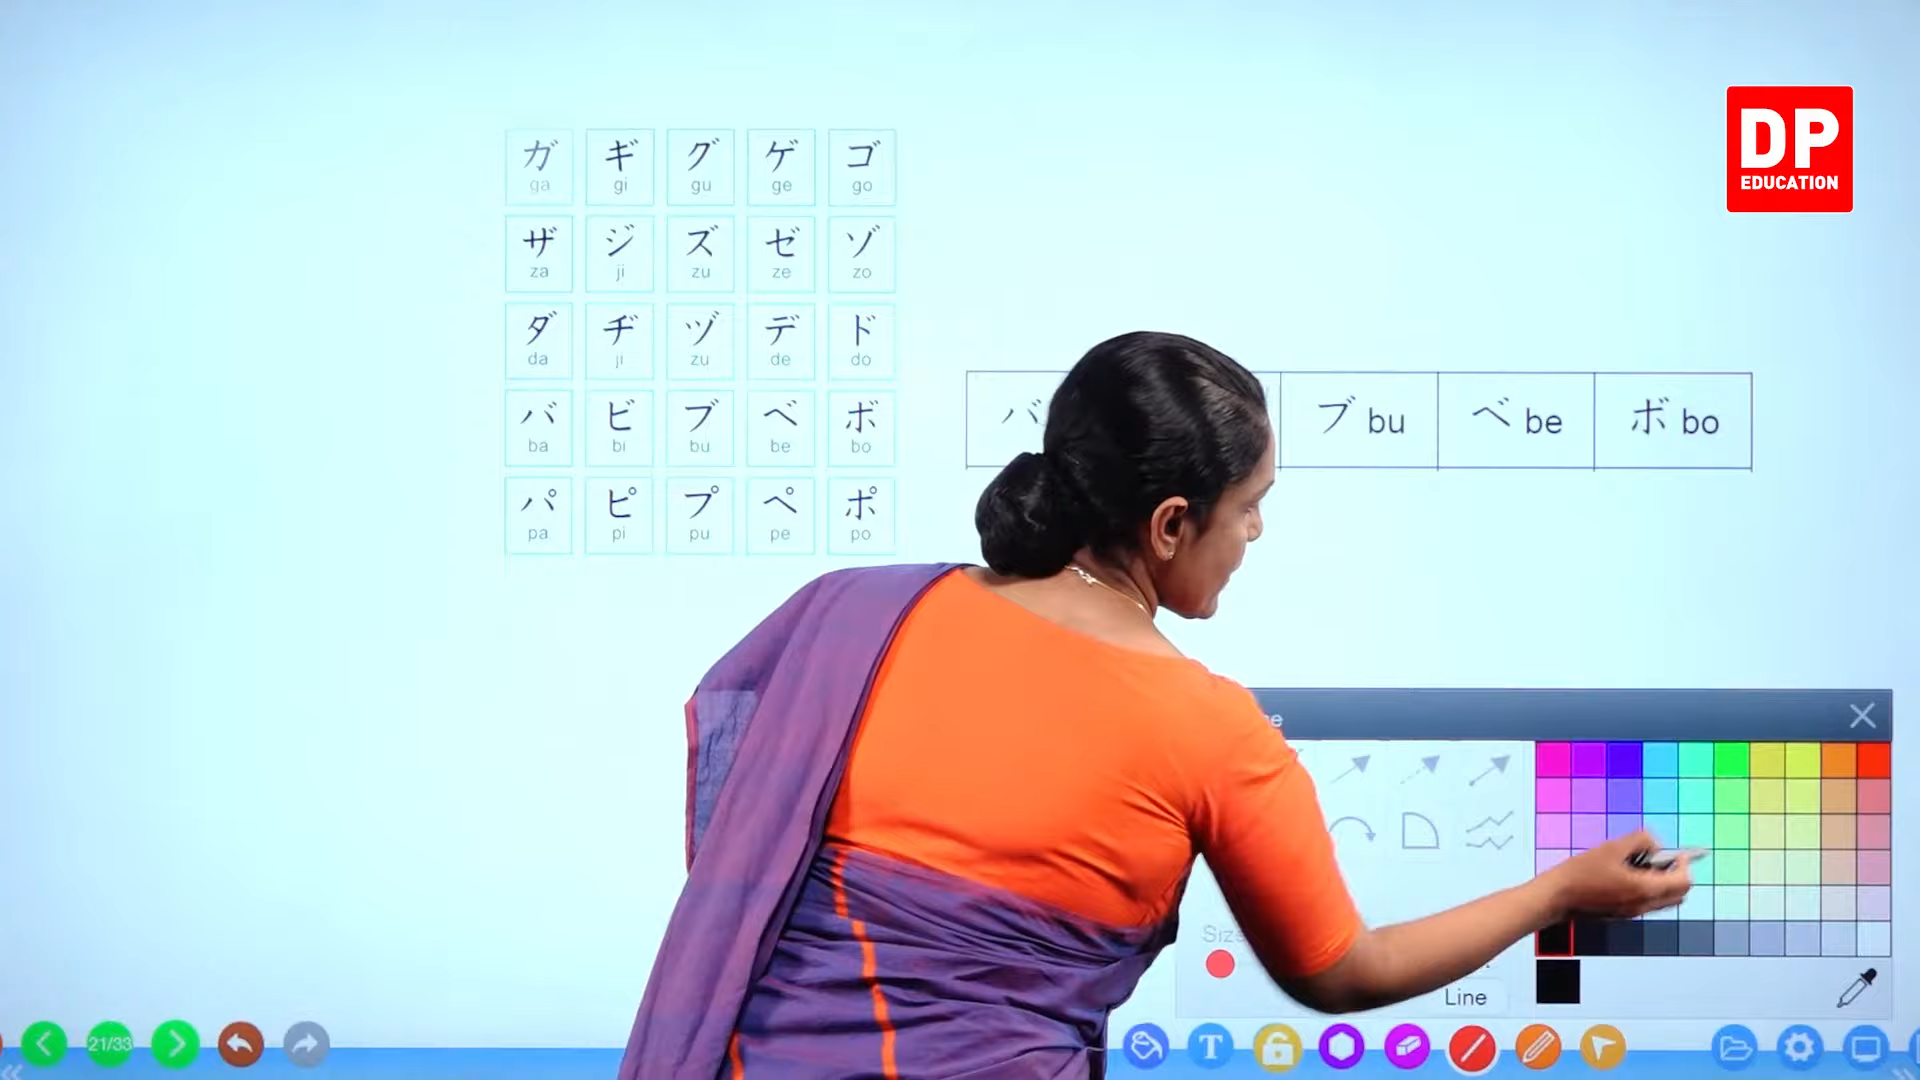 DP
EDUCATION
ガ ギ グ ゲ ゴ
ga gi gu ge go
ザ ジ ズ ゼ ゾ
za ji zu ze zo
ダ ヂ ヅ デ ド
da ji zu de do
バ ビ ブ ベ ボ
ba bi bu be bo
パ ピ プ ペ ポ
pa pi pu pe po
バ ブ bu ベ be ボ bo
Size
Line
21/33
T